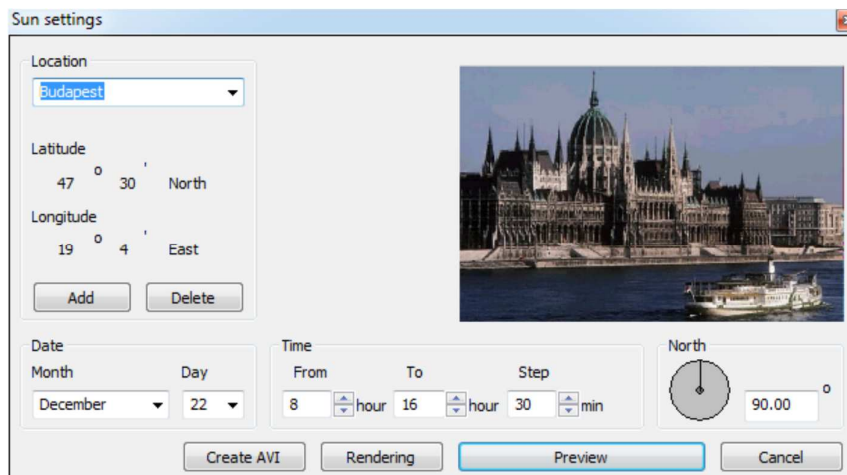 Sun settings
Location
Budapest
Latitude
47 ° 30 ' North
Longitude
19 ° 4 ' East
Add Delete
Date
Month Day
December 22
Time
From To Step
8 hour 16 hour 30 min
North
90.00 °
Create AVI Rendering Preview Cancel